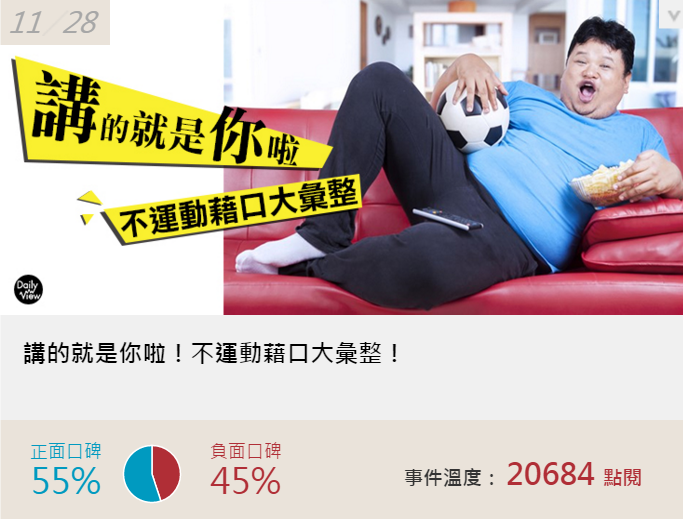 11/28
講的就是你啦
不運動藉口大彙整
Daily
View
講的就是你啦！不運動藉口大彙整！
正面口碑
55%
負面口碑
45%
事件溫度： 20684 點閱